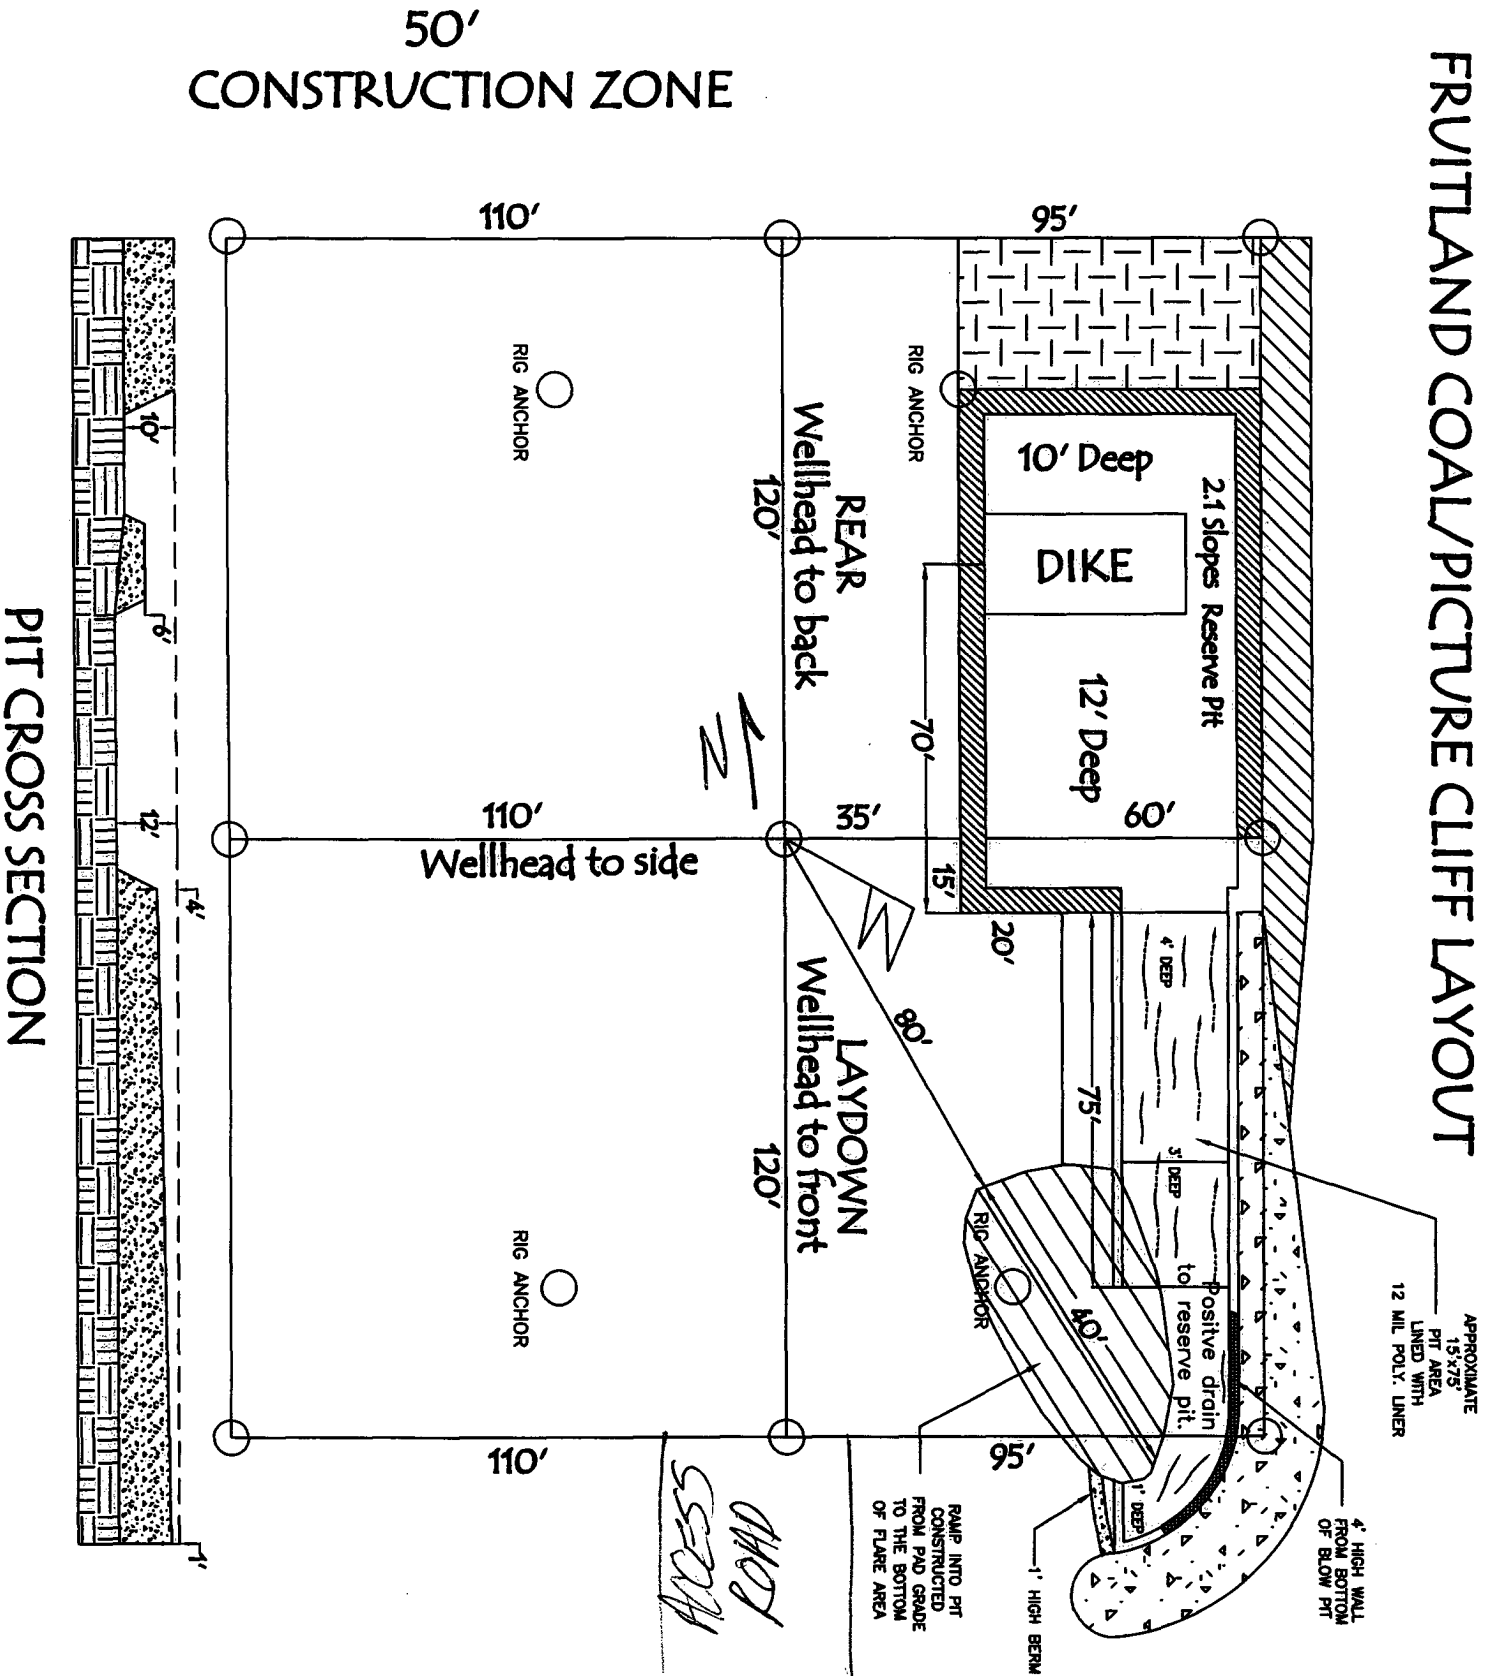 FRUITLAND COAL/PICTURE CLIFF LAYOUT
50'
CONSTRUCTION ZONE
110'
95'
RIG ANCHOR
RIG ANCHOR
10' Deep
2.1 Slopes Reserve Pit
DIKE
12' Deep
REAR
Wellhead to back
120'
70'
N
110'
Wellhead to side
35'
60'
15'
20'
4' DEEP
80'
75'
3' DEEP
LAYDOWN
Wellhead to front
120'
RIG ANCHOR
RIG ANCHOR
40'
Positve drain
to reserve pit.
APPROXIMATE
15'x75'
PIT AREA
LINED WITH
12 MIL POLY. LINER
110'
95'
1' DEEP
ACCESS
ROAD
RAMP INTO PIT
CONSTRUCTED
FROM PAD GRADE
TO THE BOTTOM
OF FLARE AREA
1' HIGH BERM
4' HIGH WALL
FROM BOTTOM
OF BLOW PIT
10'
6'
12'
4'
1'
PIT CROSS SECTION